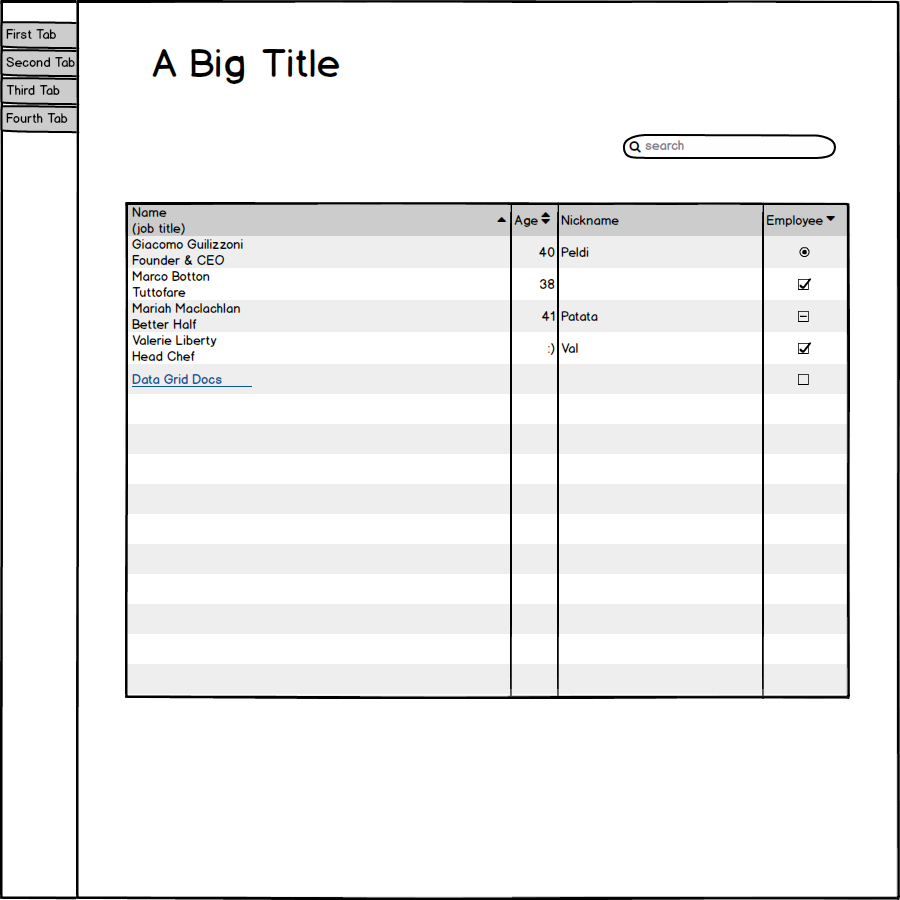 First Tab
Second Tab
Third Tab
Fourth Tab
A Big Title
search
Name
(job title)
Age
Nickname
Employee
Giacomo Guilizzoni
Founder & CEO
40
Peldi
Marco Botton
Tuttofare
38
Mariah Maclachlan
Better Half
41
Patata
Valerie Liberty
Head Chef
:)
Val
Data Grid Docs